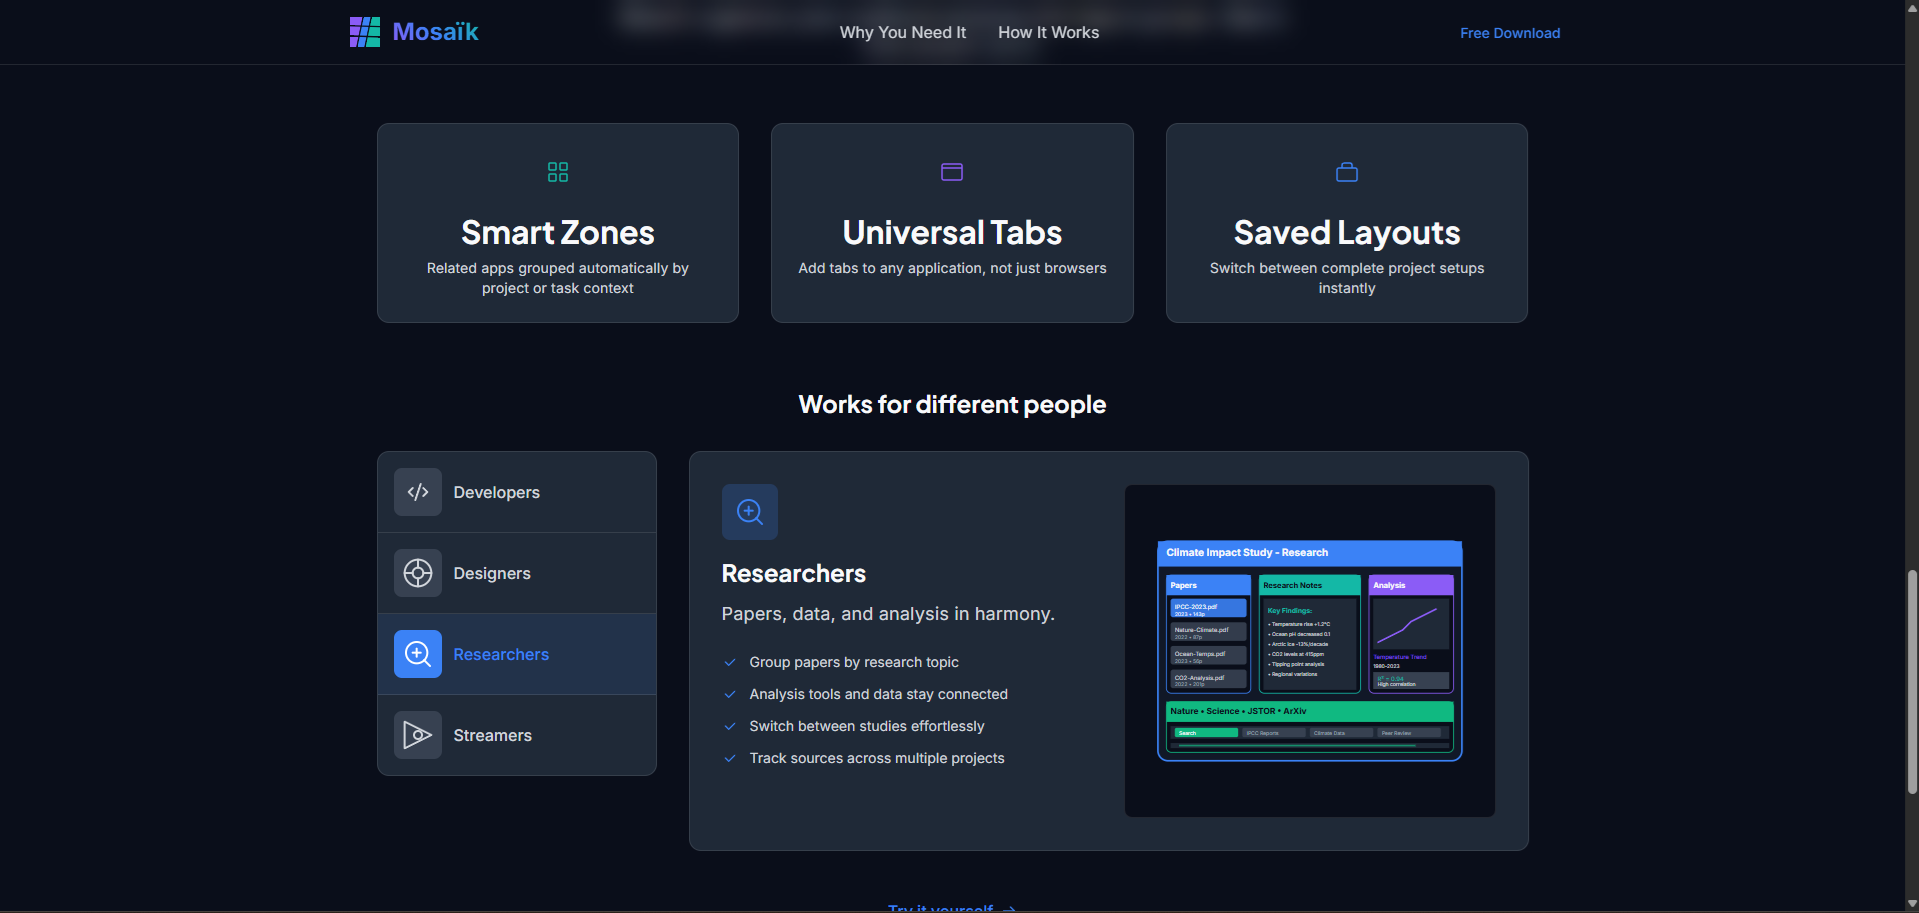 Mosaïk
Why You Need It
How It Works
Free Download
Smart Zones
Related apps grouped automatically by
project or task context
Universal Tabs
Add tabs to any application, not just browsers
Saved Layouts
Switch between complete project setups
instantly
Works for different people
Developers
Designers
Researchers
Streamers
Researchers
Papers, data, and analysis in harmony.
Group papers by research topic
Analysis tools and data stay connected
Switch between studies effortlessly
Track sources across multiple projects
Climate Impact Study - Research
Papers
IPCC-2023.pdf
2023 • 143p
Nature-Climate.pdf
2022 • 87p
Ocean-Temps.pdf
2023 • 56p
CO2-Analysis.pdf
2022 • 201p
Research Notes
Key Findings:
• Temperature rise +1.2°C
• Ocean pH decreased 0.1
• Arctic ice -13%/decade
• CO2 levels at 415ppm
• Tipping point analysis
• Regional variations
Analysis
Temperature Trend
1980-2023
R² = 0.94
High correlation
Nature • Science • JSTOR • ArXiv
Search
IPCC Reports
Climate Data
Peer Review
Try it yourself →